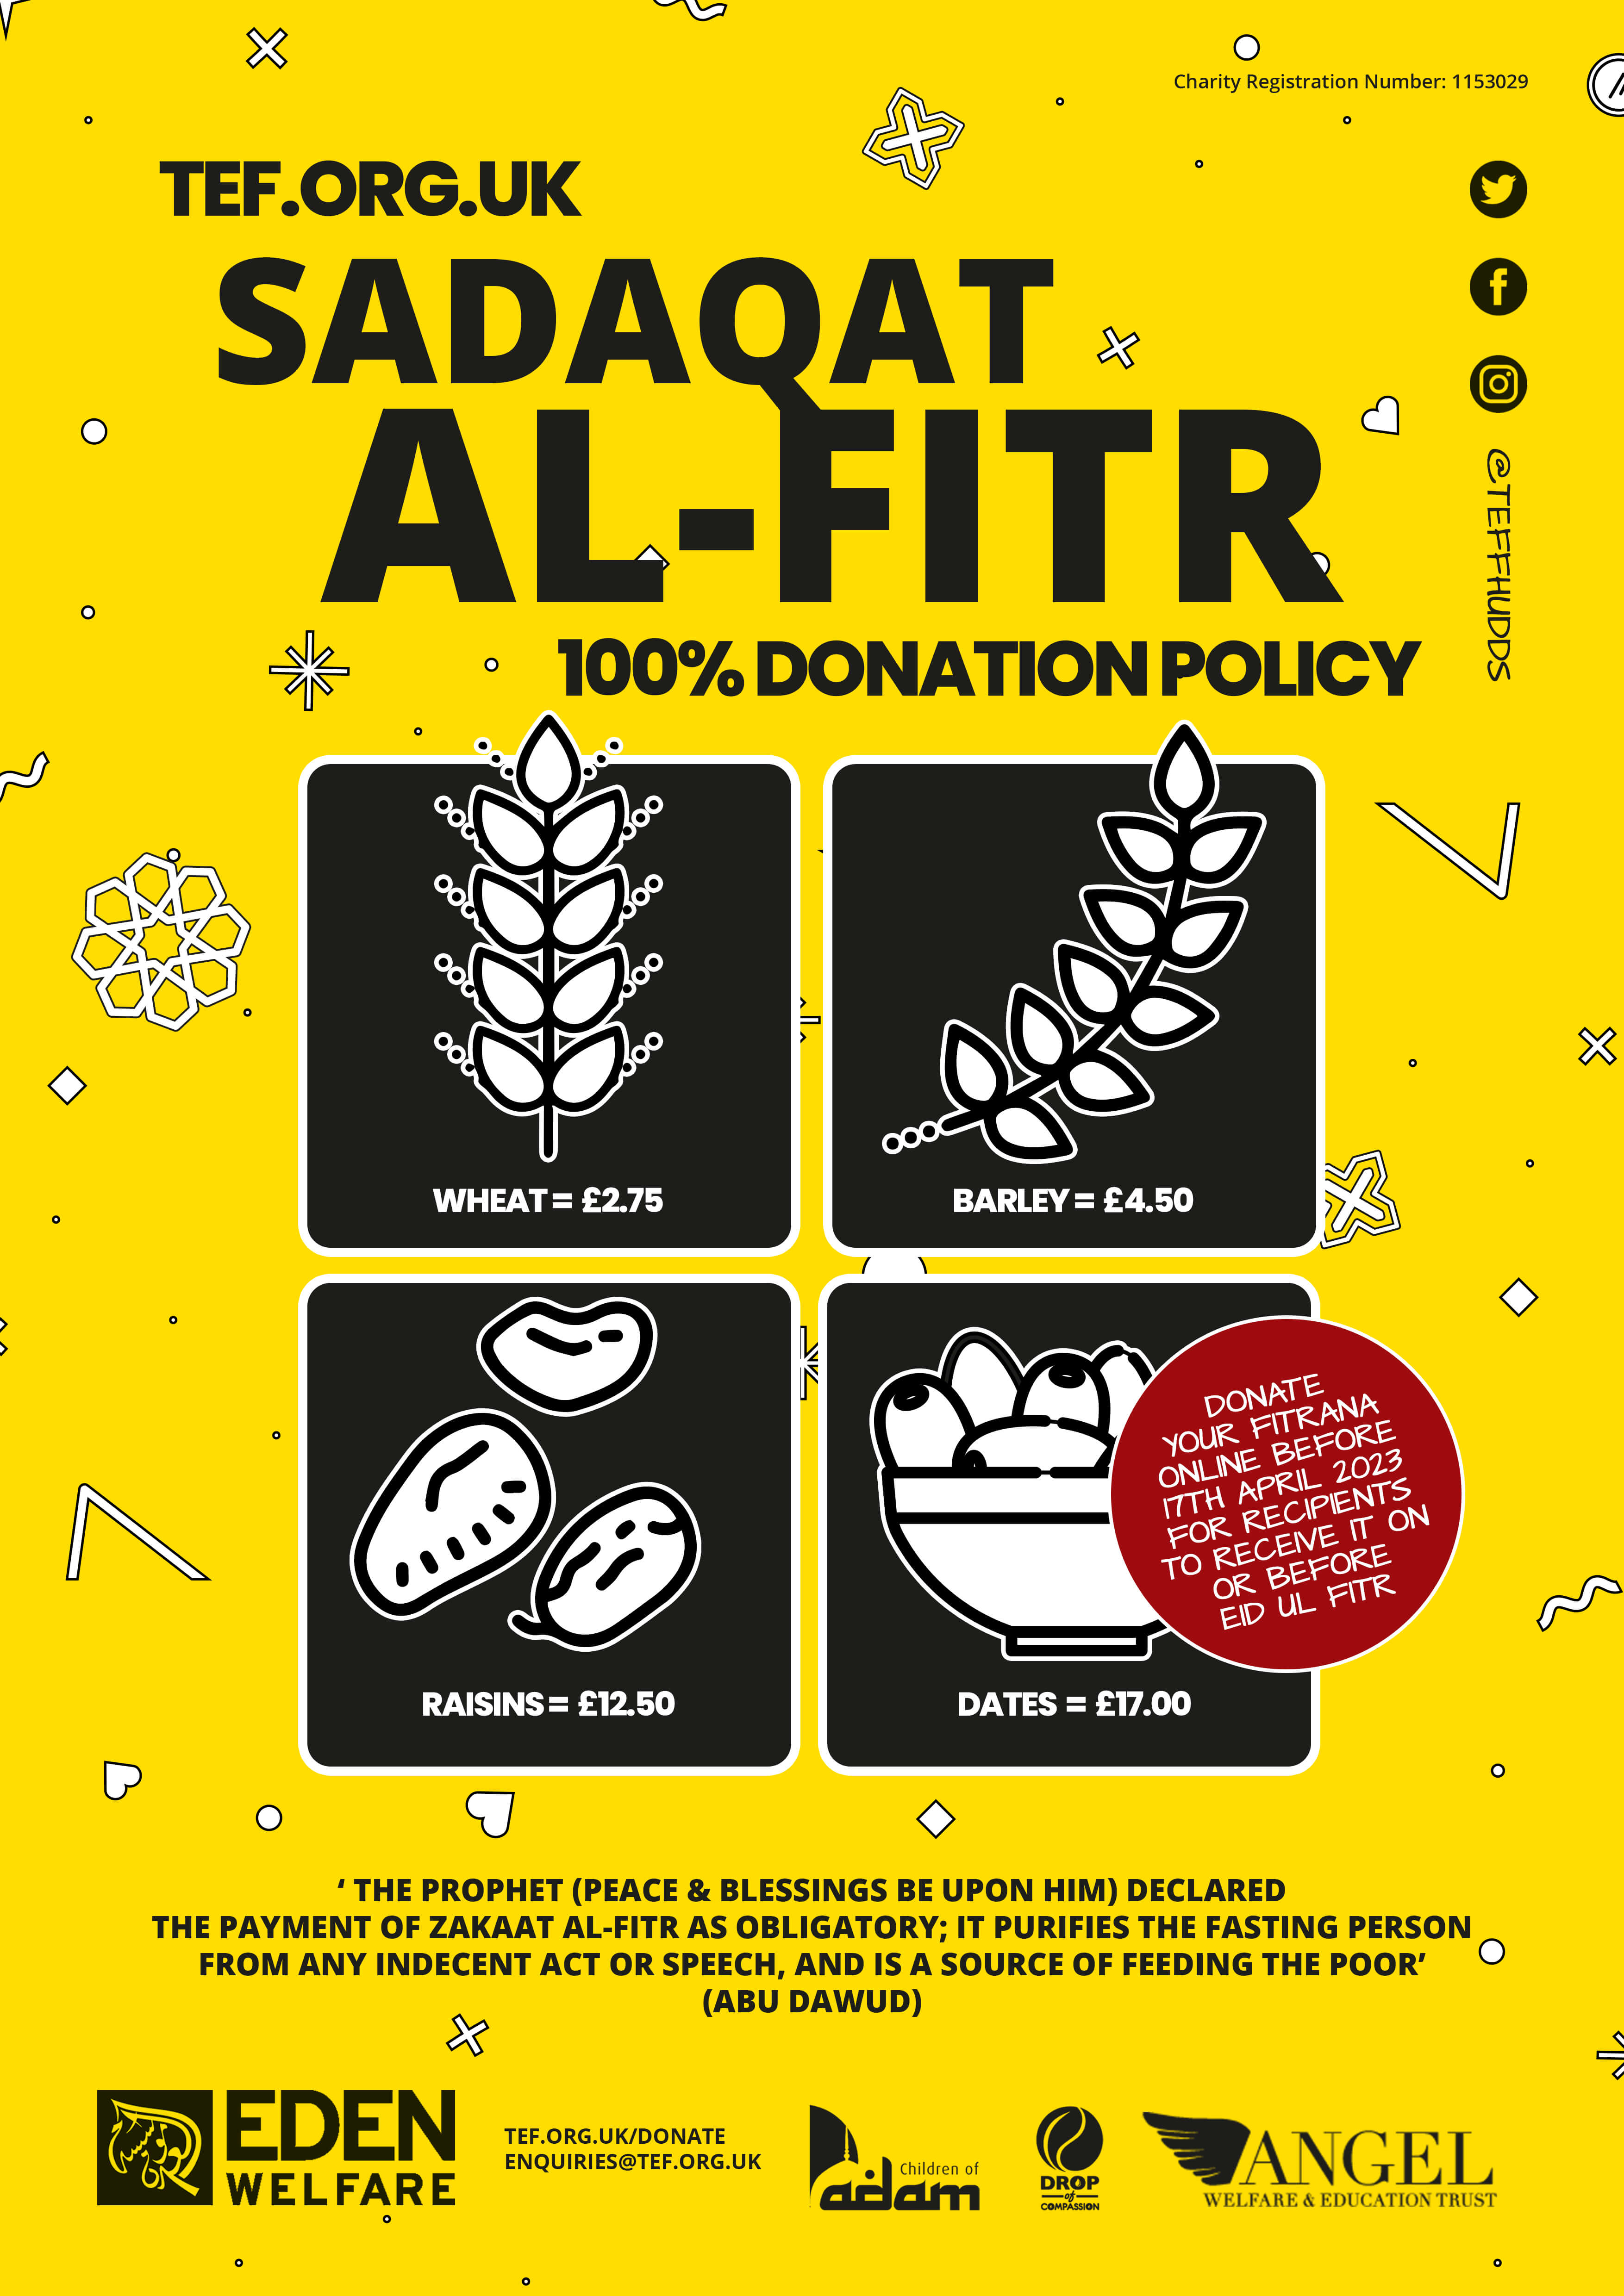 Charity Registration Number: 1153029
TEF.ORG.UK
SADAQAT
AL-FITR
100% DONATION POLICY
@TEFFHUDDS
WHEAT = £2.75
BARLEY = £4.50
RAISINS = £12.50
DATES = £17.00
DONATE
YOUR FITRANA
ONLINE BEFORE
17TH APRIL 2023
FOR RECIPIENTS
TO RECEIVE IT ON
OR BEFORE
EID UL FITR
‘ THE PROPHET (PEACE & BLESSINGS BE UPON HIM) DECLARED
THE PAYMENT OF ZAKAAT AL-FITR AS OBLIGATORY; IT PURIFIES THE FASTING PERSON
FROM ANY INDECENT ACT OR SPEECH, AND IS A SOURCE OF FEEDING THE POOR’
(ABU DAWUD)
EDEN
WELFARE
TEF.ORG.UK/DONATE
ENQUIRIES@TEF.ORG.UK
Children of
adam
DROP
of
COMPASSION
ANGEL
WELFARE & EDUCATION TRUST